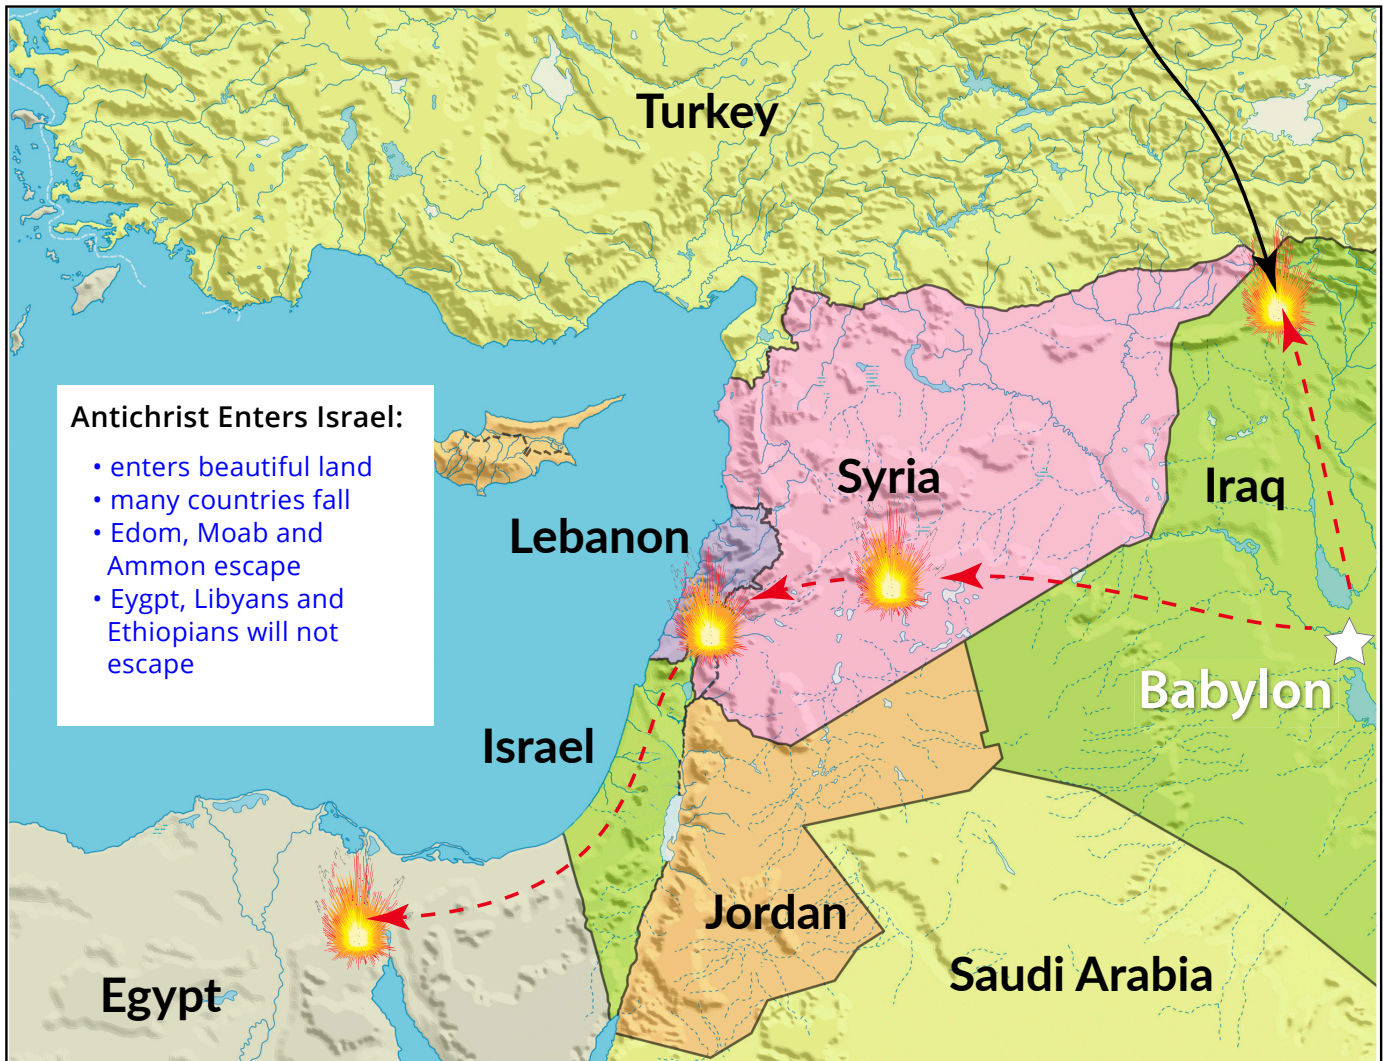 Turkey
Antichrist Enters Israel:
• enters beautiful land
• many countries fall
• Edom, Moab and
Ammon escape
• Eygpt, Libyans and
Ethiopians will not
escape
Syria
Iraq
Lebanon
Babylon
Israel
Jordan
Saudi Arabia
Egypt